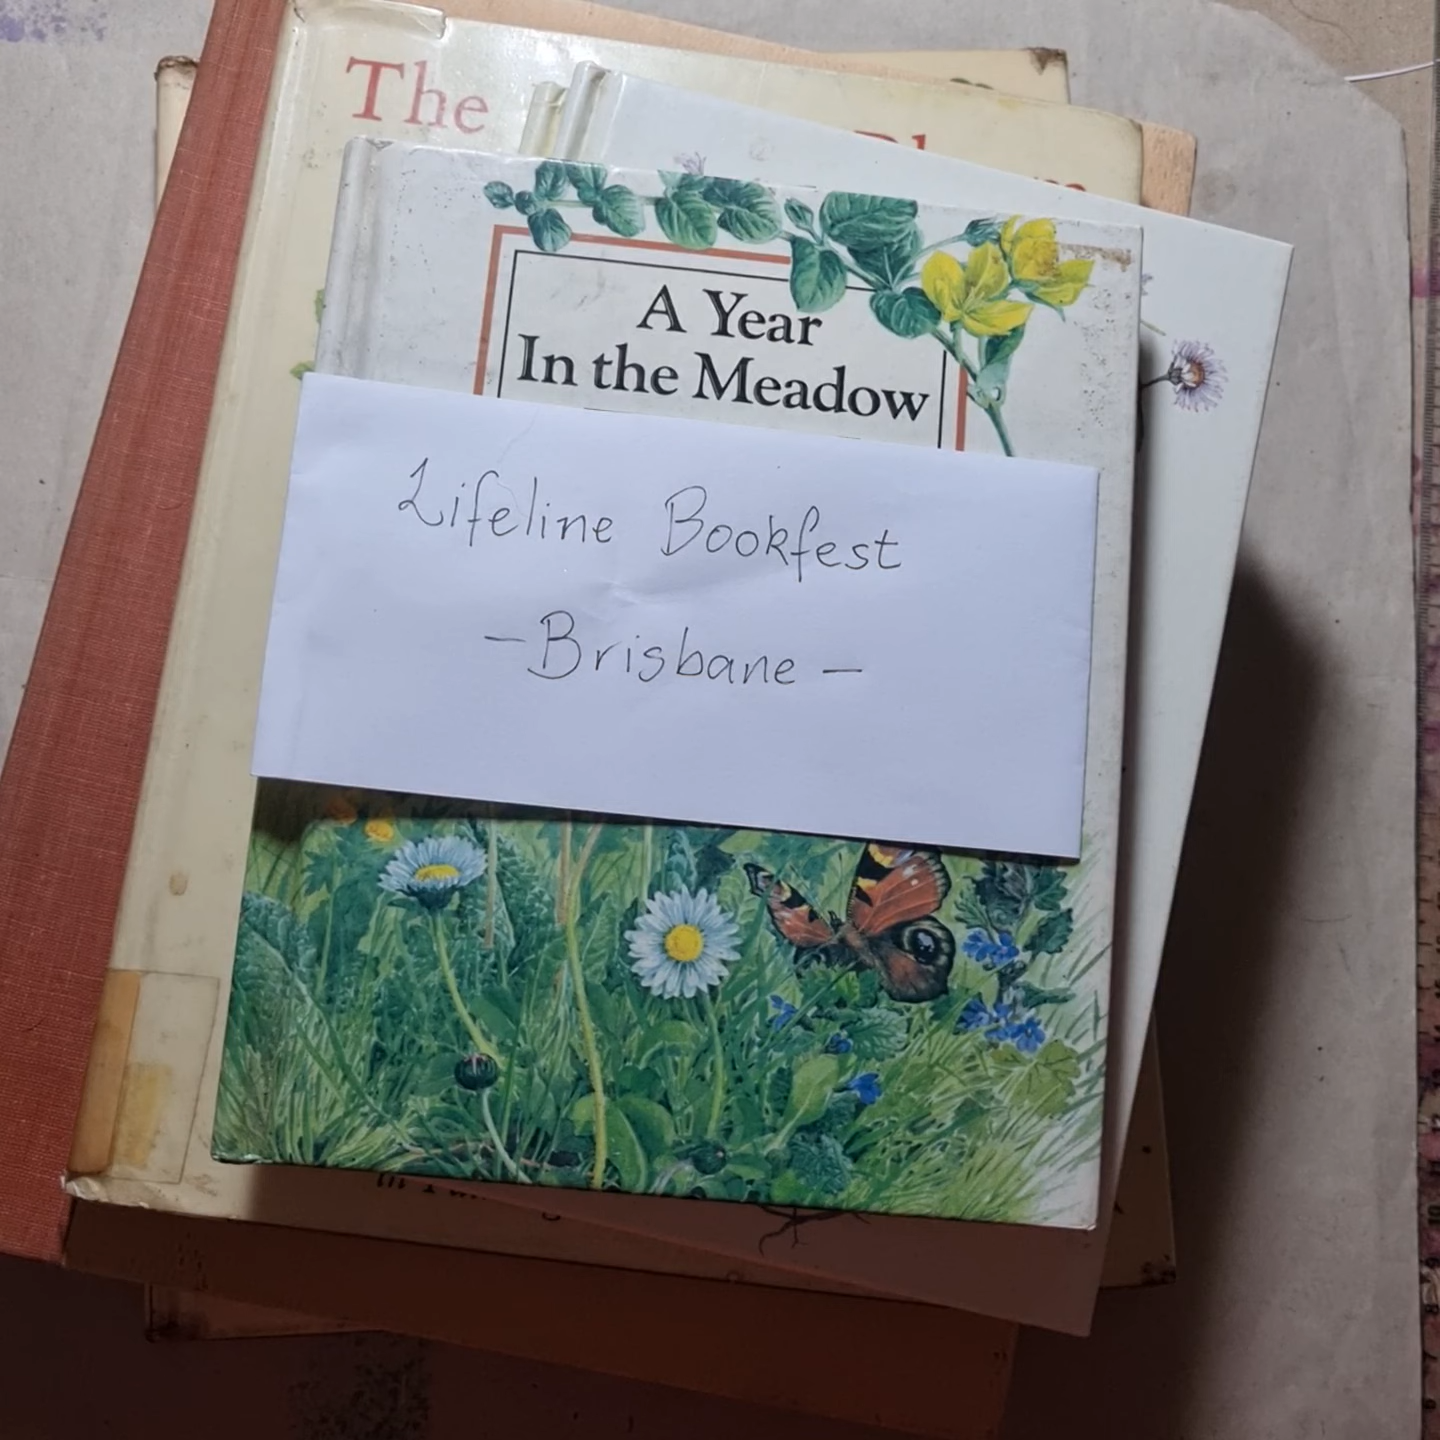 The
A Year
In the Meadow
Lifeline Bookfest
- Brisbane -